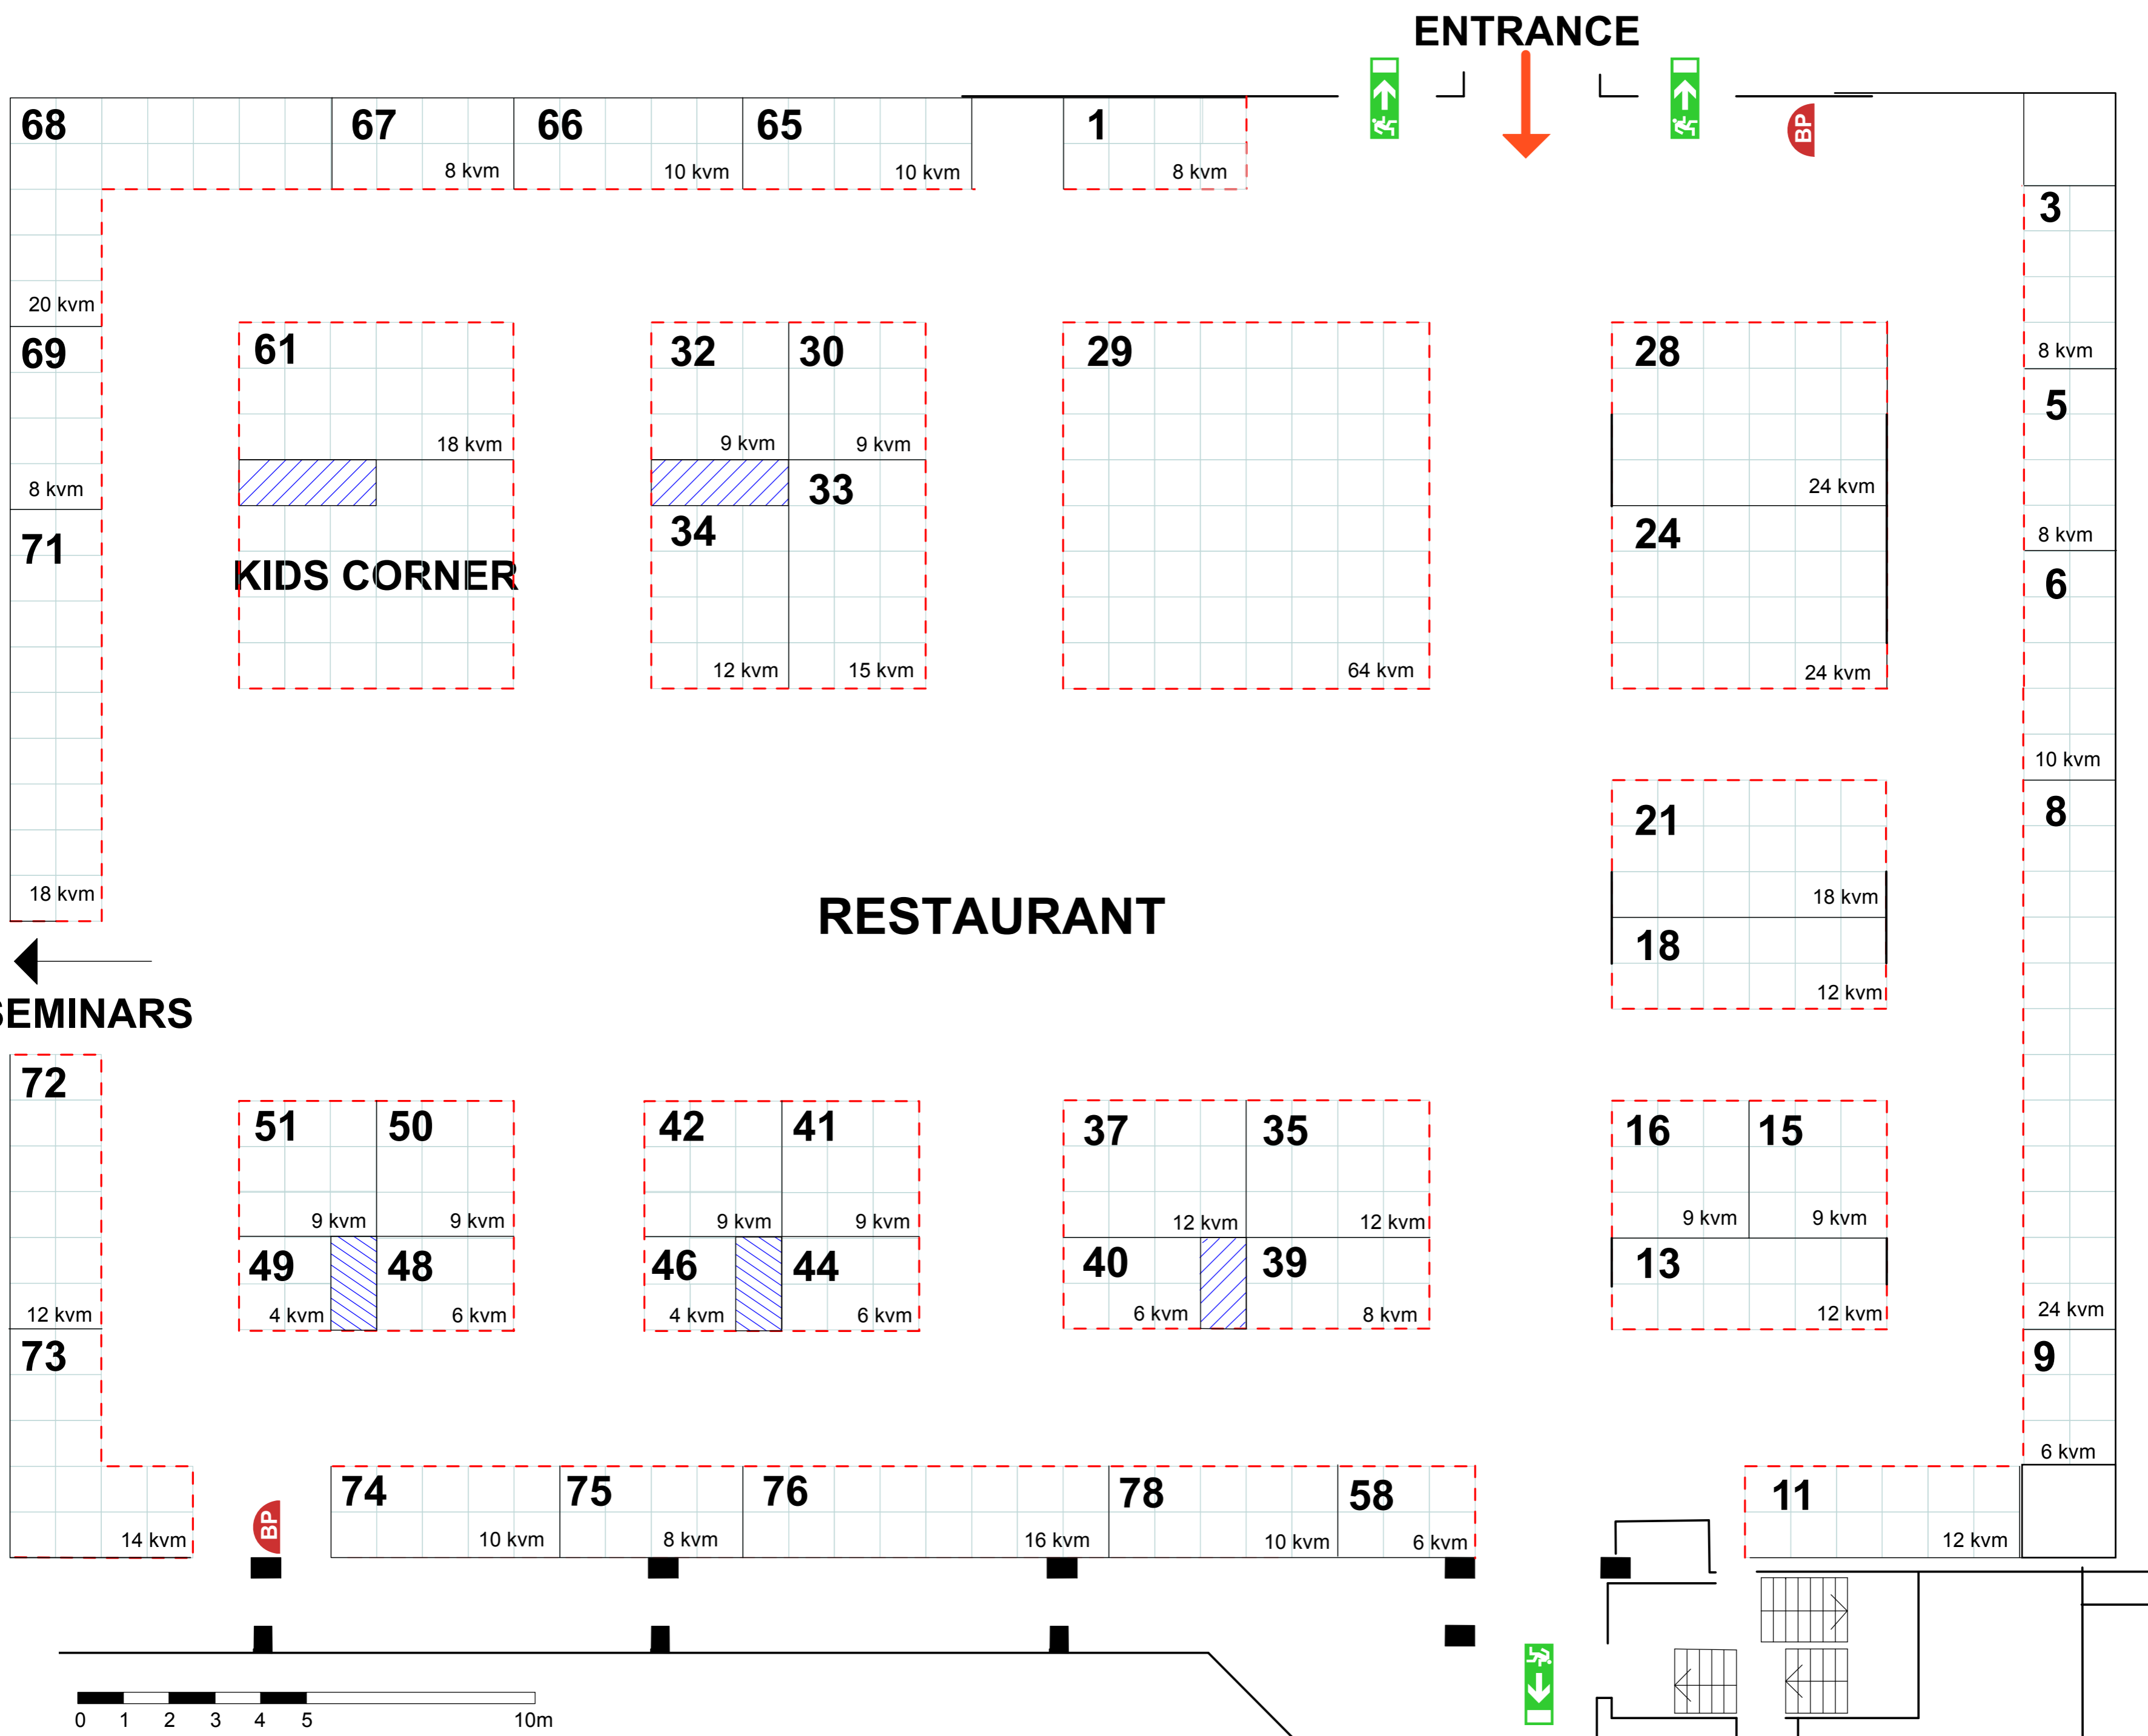 ENTRANCE
68
67
66
65
1
BP
8 kvm
10 kvm
10 kvm
8 kvm
3
20 kvm
69
61
32
30
29
28
8 kvm
5
18 kvm
9 kvm
9 kvm
8 kvm
33
24 kvm
71
34
24
8 kvm
KIDS CORNER
6
12 kvm
15 kvm
64 kvm
24 kvm
10 kvm
21
8
18 kvm
18 kvm
RESTAURANT
18
12 kvm
SEMINARS
72
51
50
42
41
37
35
16
15
9 kvm
9 kvm
9 kvm
9 kvm
12 kvm
12 kvm
9 kvm
9 kvm
49
48
46
44
40
39
13
12 kvm
4 kvm
6 kvm
4 kvm
6 kvm
6 kvm
8 kvm
12 kvm
24 kvm
73
9
6 kvm
74
75
76
78
58
11
BP
14 kvm
10 kvm
8 kvm
16 kvm
10 kvm
6 kvm
12 kvm
0 1 2 3 4 5 10m